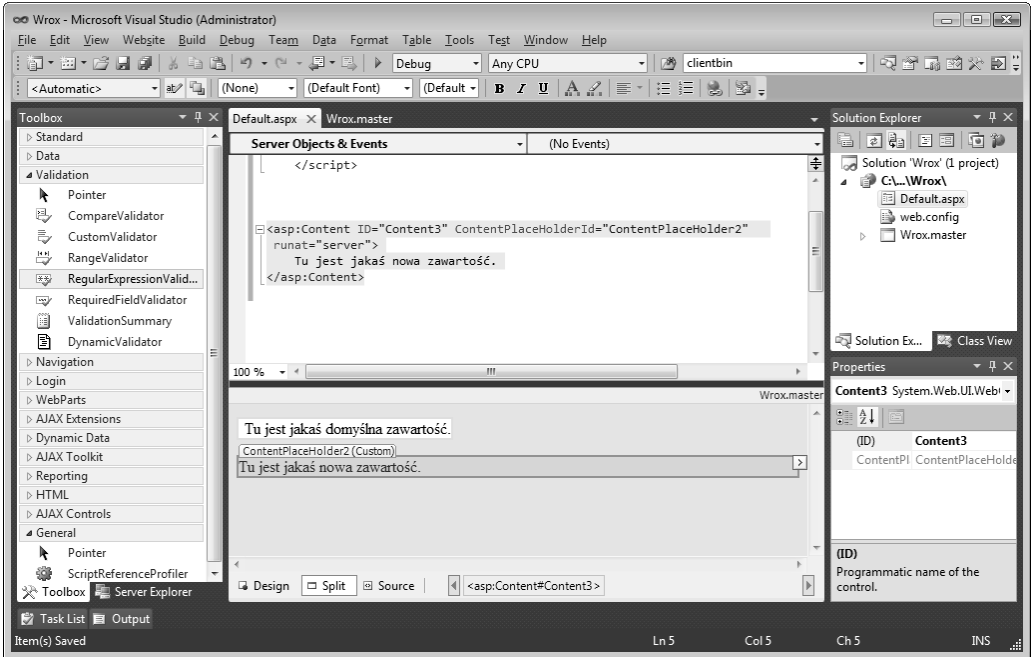 Wrox - Microsoft Visual Studio (Administrator)
File Edit View Website Build Debug Team Data Format Table Tools Test Window Help
Debug Any CPU clientbin
<Automatic> ab (None) (Default Font) (Default B I U A
Toolbox
Standard
Data
Validation
Pointer
CompareValidator
CustomValidator
RangeValidator
RegularExpressionValid...
RequiredFieldValidator
ValidationSummary
DynamicValidator
Navigation
Login
WebParts
AJAX Extensions
Dynamic Data
AJAX Toolkit
Reporting
HTML
AJAX Controls
General
Pointer
ScriptReferenceProfiler
Toolbox Server Explorer
Default.aspx Wrox.master
Server Objects & Events (No Events)
</script>
<asp:Content ID="Content3" ContentPlaceHolderId="ContentPlaceHolder2"
runat="server">
Tu jest jakaś nowa zawartość.
</asp:Content>
100 %
Wrox.master
Tu jest jakaś domyślna zawartość.
ContentPlaceHolder2 (Custom)
Tu jest jakaś nowa zawartość.
Design Split Source <asp:Content#Content3>
Solution Explorer
Solution 'Wrox' (1 project)
C:\...\Wrox\
Default.aspx
web.config
Wrox.master
Solution Ex... Class View
Properties
Content3 System.Web.UI.Web
(ID) Content3
ContentPl ContentPlaceHolde
(ID)
Programmatic name of the
control.
Task List Output
Item(s) Saved Ln 5 Col 5 Ch 5 INS